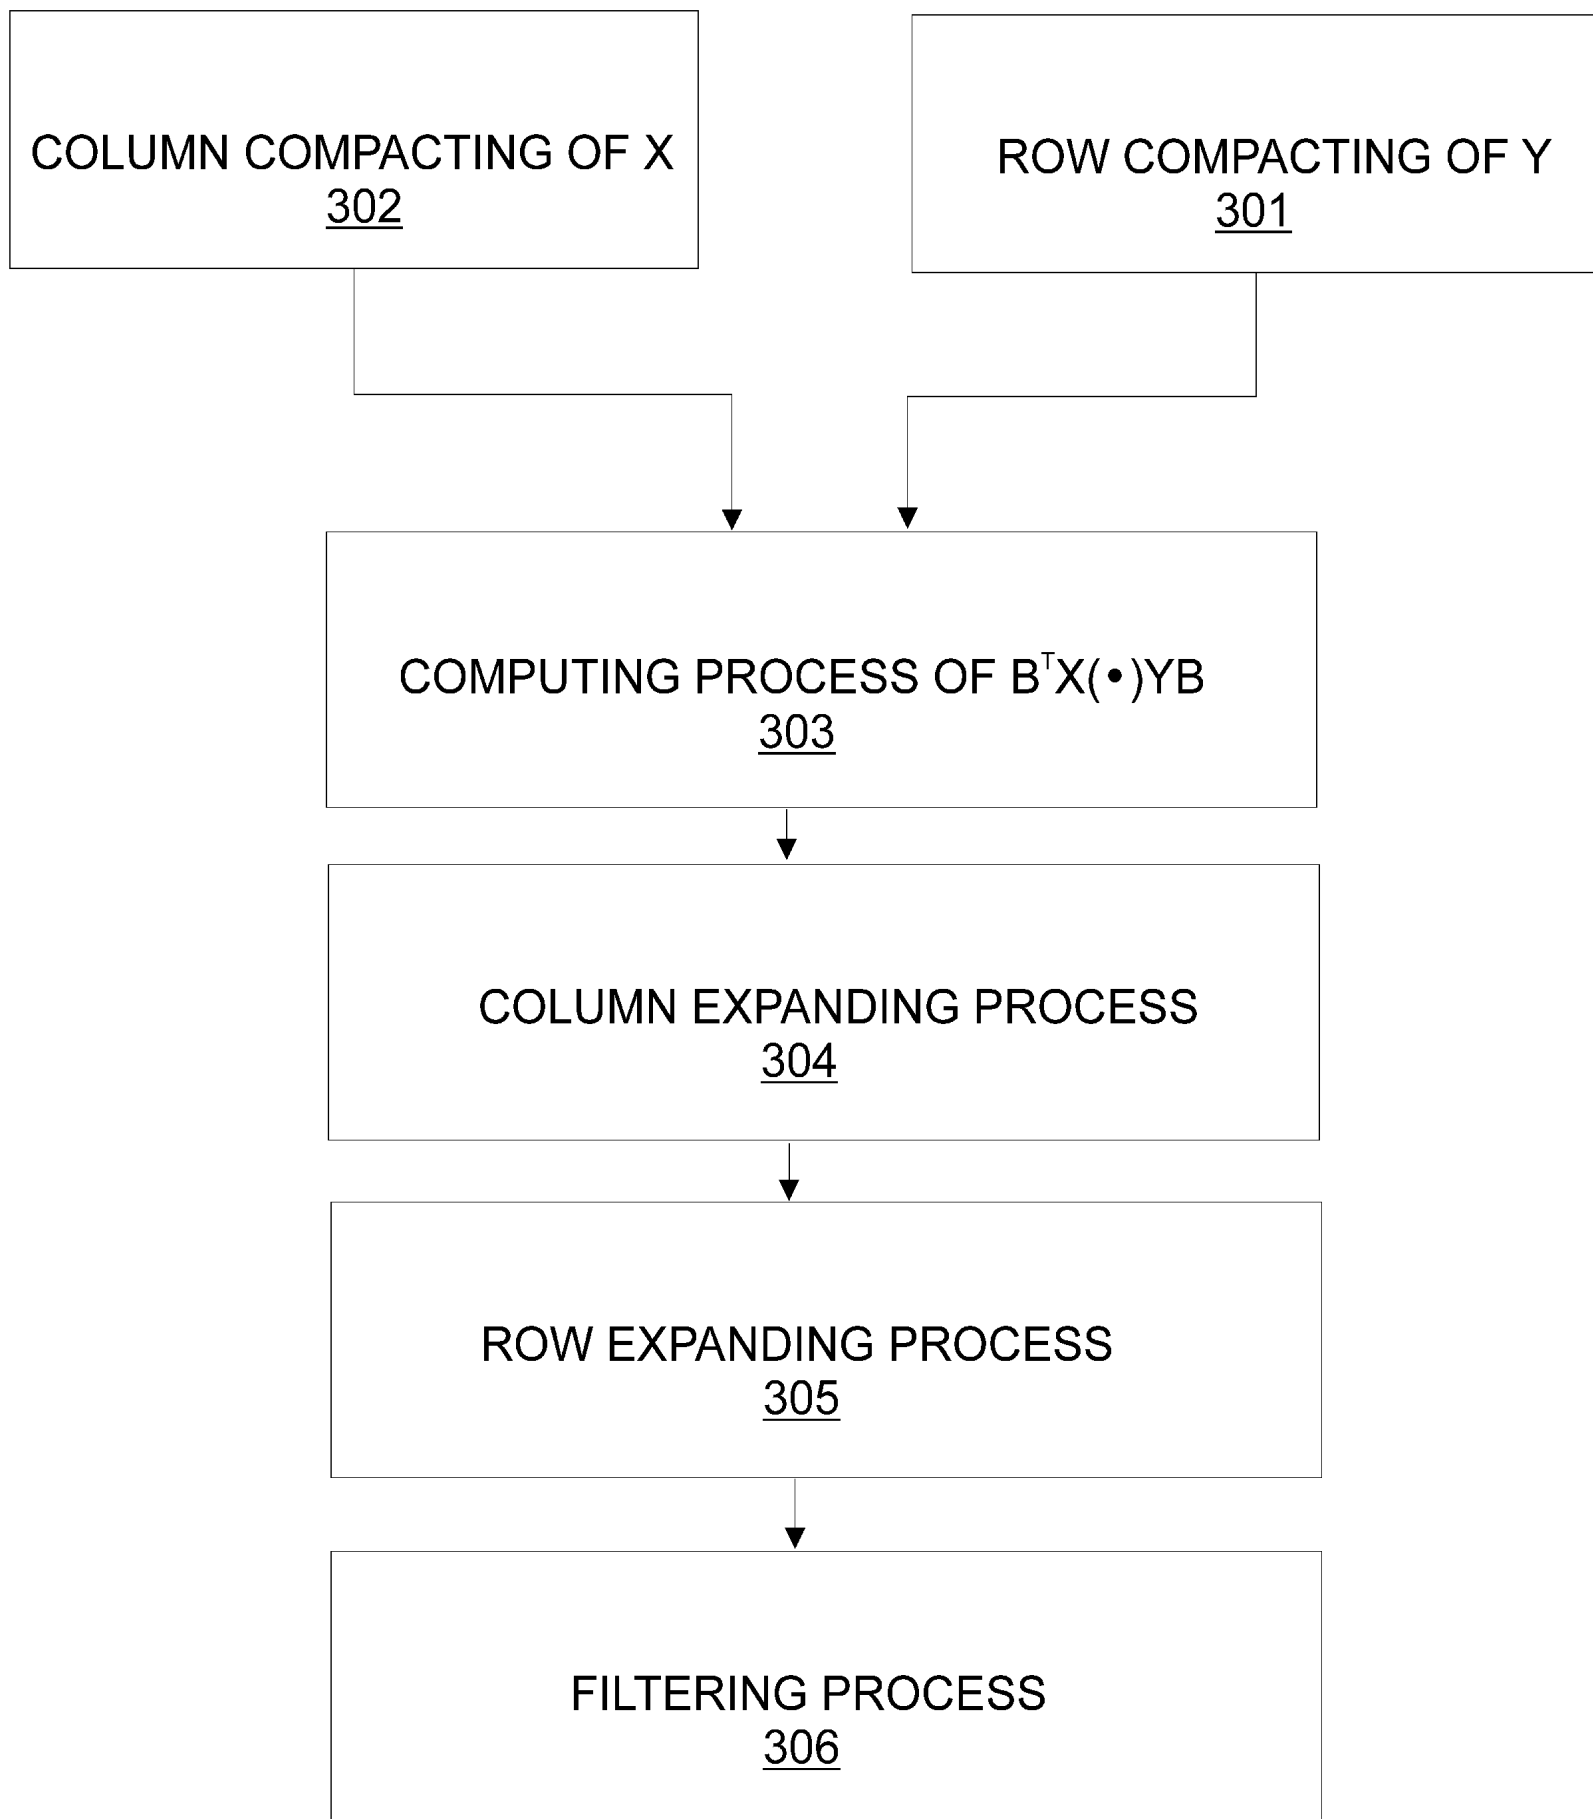 COLUMN COMPACTING OF X
302
ROW COMPACTING OF Y
301
COMPUTING PROCESS OF BᵀX(•)YB
303
COLUMN EXPANDING PROCESS
304
ROW EXPANDING PROCESS
305
FILTERING PROCESS
306